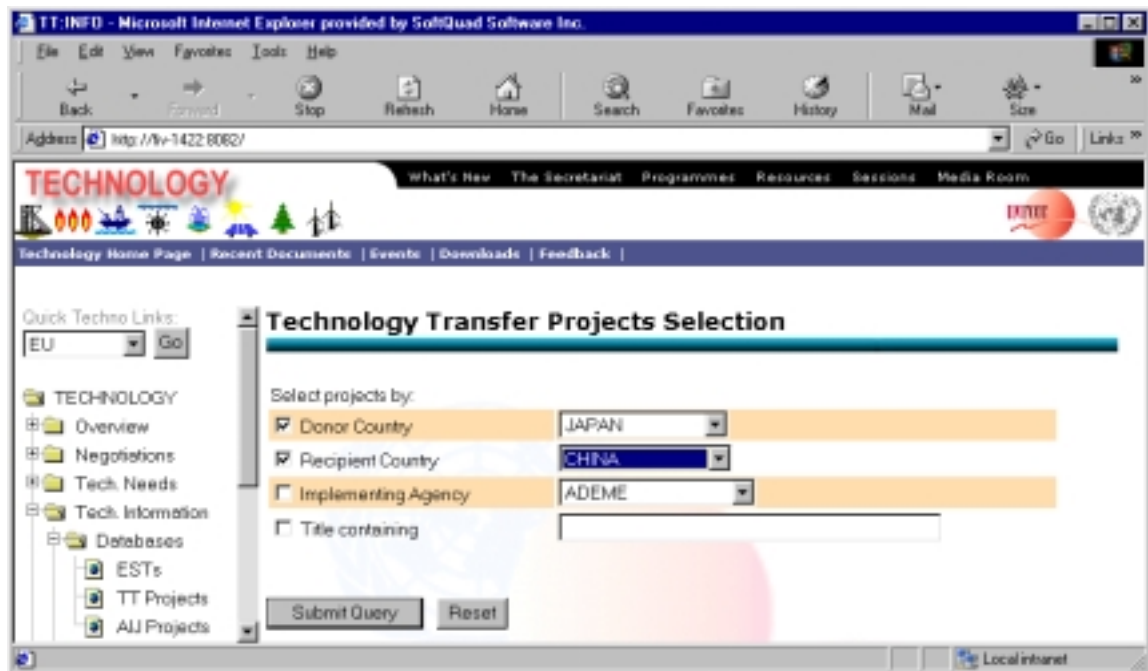 TT:INFO - Microsoft Internet Explorer provided by SoftQuad Software Inc.
File Edit View Favorites Tools Help
Back Forward Stop Refresh Home Search Favorites History Mail Size »
Address http://liv-1422:8082/ Go Links »
TECHNOLOGY
What's New The Secretariat Programmes Resources Sessions Media Room
Technology Home Page | Recent Documents | Events | Downloads | Feedback |
Quick Techno Links:
EU Go
Technology Transfer Projects Selection
TECHNOLOGY
Overview
Negotiations
Tech. Needs
Tech. Information
Databases
ESTs
TT Projects
AIJ Projects
Select projects by:
Donor Country JAPAN
Recipient Country CHINA
Implementing Agency ADEME
Title containing
Submit Query Reset
Local intranet